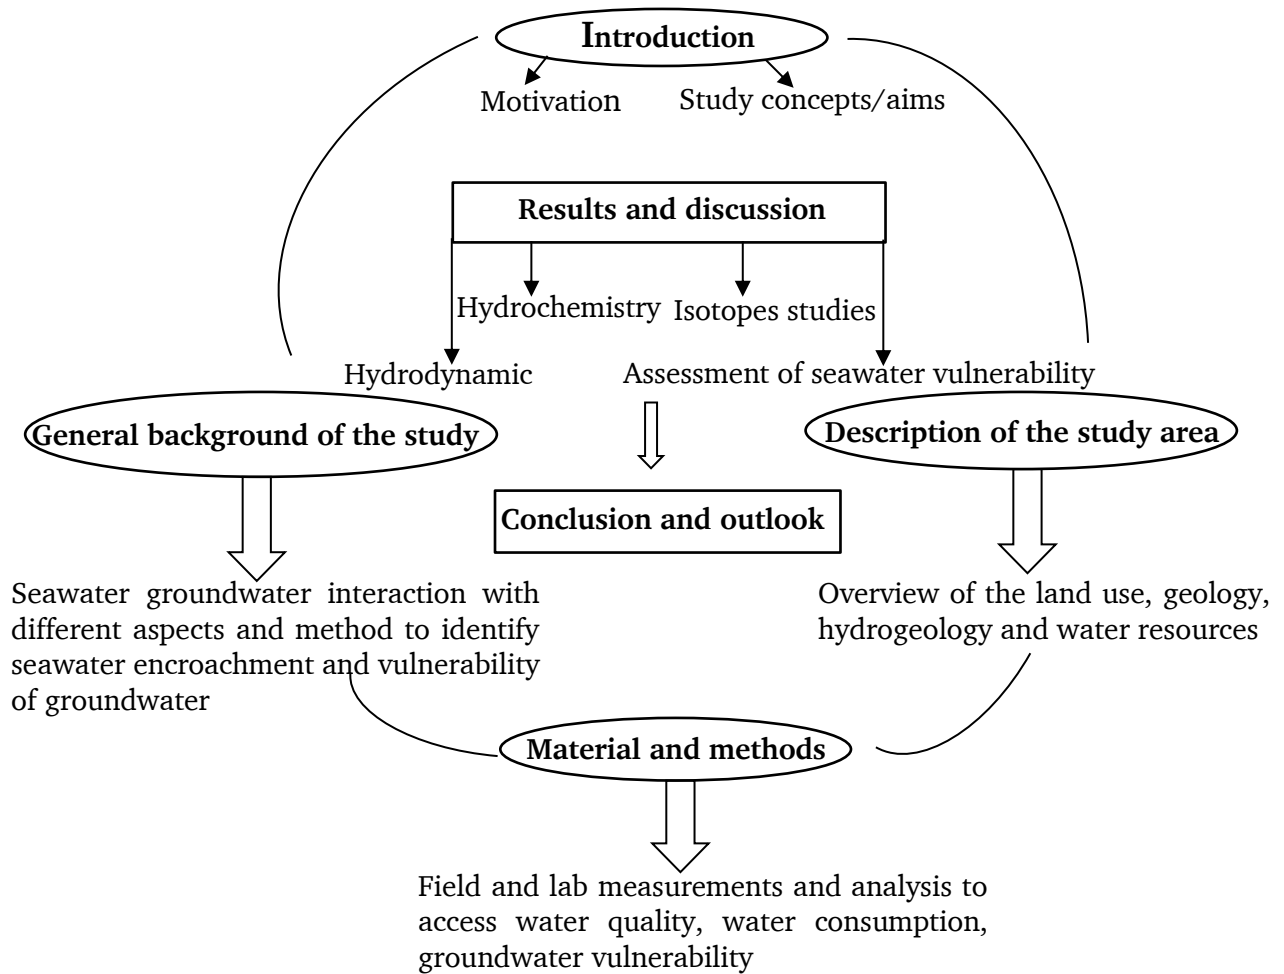 Introduction
Motivation
Study concepts/aims
Results and discussion
Hydrochemistry
Isotopes studies
Hydrodynamic
Assessment of seawater vulnerability
General background of the study
Description of the study area
Conclusion and outlook
Seawater groundwater interaction with
different aspects and method to identify
seawater encroachment and vulnerability
of groundwater
Overview of the land use, geology,
hydrogeology and water resources
Material and methods
Field and lab measurements and analysis to
access water quality, water consumption,
groundwater vulnerability